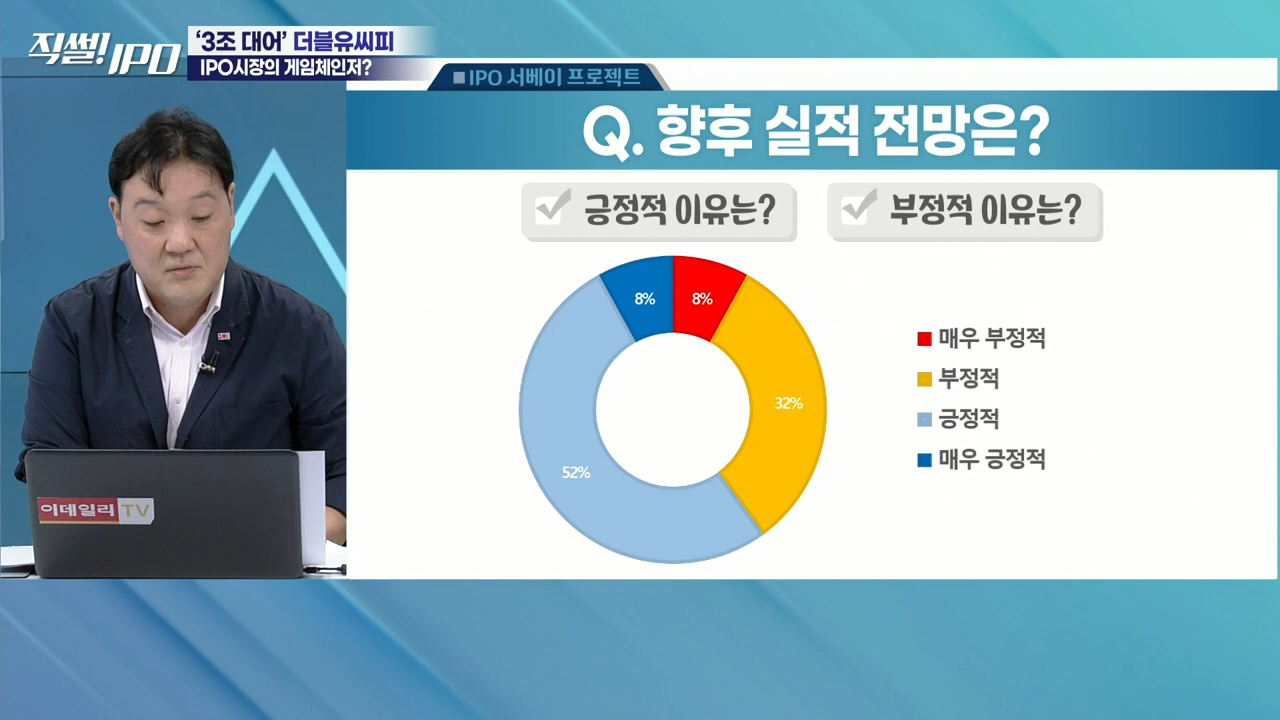 직썰! IPO
‘3조 대어’ 더블유씨피
IPO시장의 게임체인저?
IPO 서베이 프로젝트
Q. 향후 실적 전망은?
긍정적 이유는?
부정적 이유는?
8%
8%
32%
52%
매우 부정적
부정적
긍정적
매우 긍정적
이데일리 TV